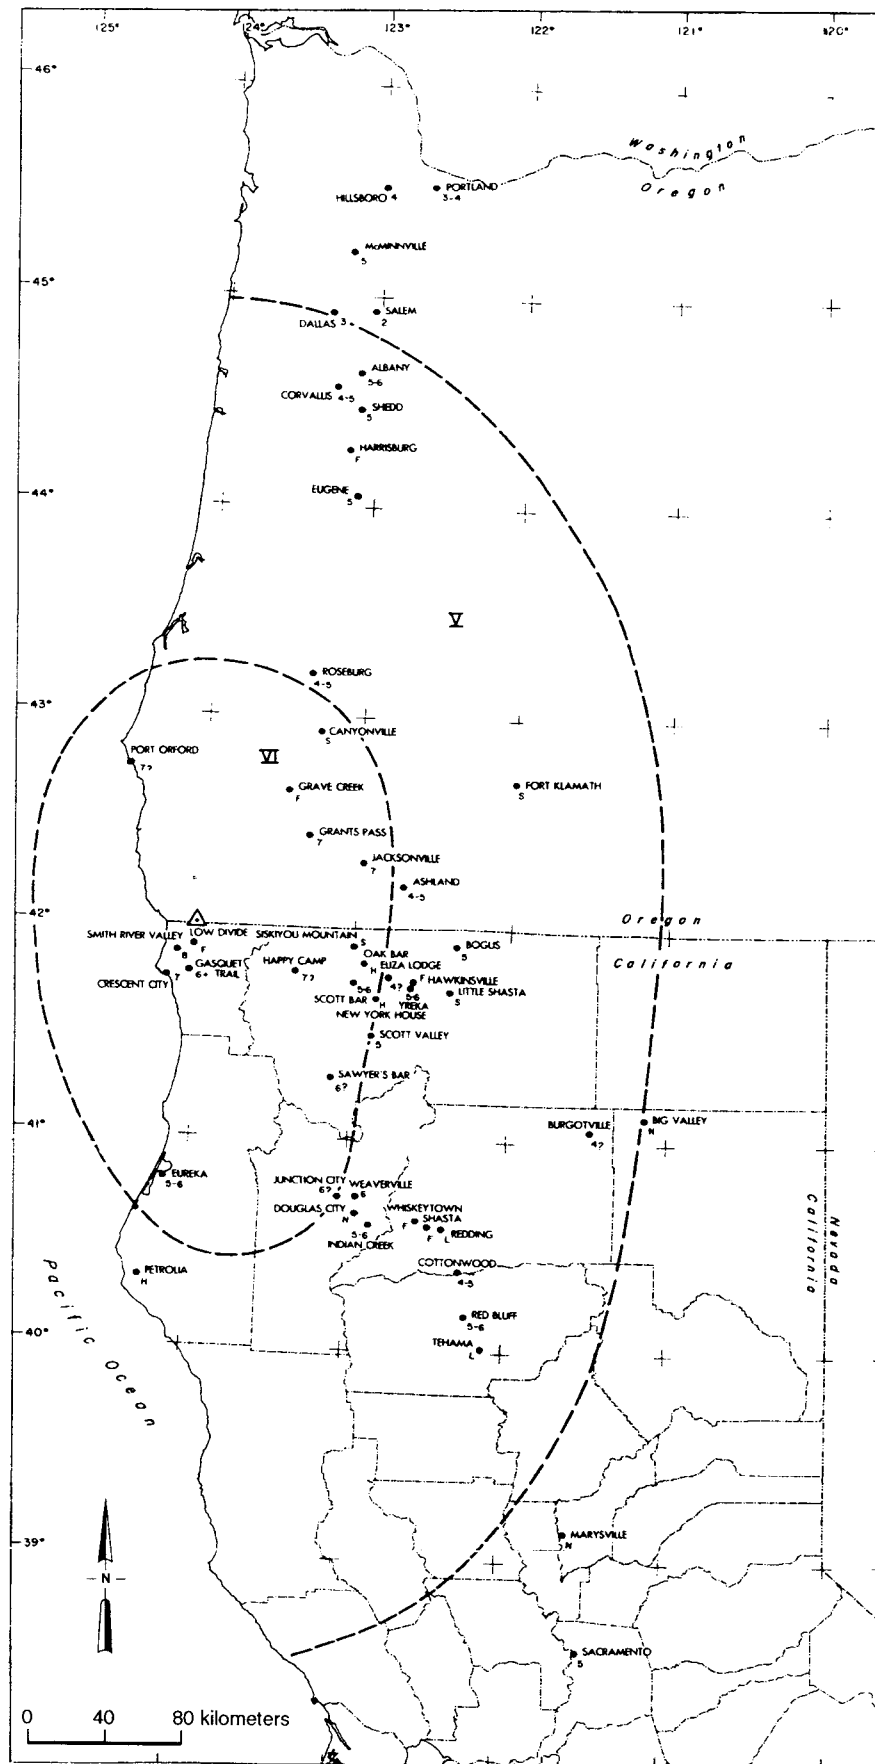 125° 124° 123° 122° 121° 120°
46°
Washington
Oregon
HILLSBORO 4
PORTLAND
3-4
McMINNVILLE
5
45°
DALLAS 3
SALEM
2
ALBANY
5-6
CORVALLIS 4-5
SHEDD
5
HARRISBURG
F
44°
EUGENE
5
V
ROSEBURG
4-5
43°
CANYONVILLE
S
PORT ORFORD
7?
VI
GRAVE CREEK
F
FORT KLAMATH
S
GRANTS PASS
7
JACKSONVILLE
7
ASHLAND
4-5
42°
Oregon
California
SMITH RIVER VALLEY
8
LOW DIVIDE
F
SISKIYOU MOUNTAIN
S
BOGUS
5
OAK BAR
H
GASQUET
TRAIL
6+
HAPPY CAMP
7?
ELIZA LODGE
4?
HAWKINSVILLE
F
CRESCENT CITY
7
5-6
SCOTT BAR
H
YREKA
5-6
LITTLE SHASTA
S
NEW YORK HOUSE
SCOTT VALLEY
5
SAWYER'S BAR
6?
41°
BURGOTVILLE
4?
BIG VALLEY
N
EUREKA
5-6
JUNCTION CITY
6?
WEAVERVILLE
6
DOUGLAS CITY
N
WHISKEYTOWN
F
SHASTA
F
REDDING
L
5-6
INDIAN CREEK
COTTONWOOD
4-5
PETROLIA
H
California
Nevada
Pacific Ocean
RED BLUFF
5-6
40°
TEHAMA
L
39°
MARYSVILLE
N
N
SACRAMENTO
5
0 40 80 kilometers